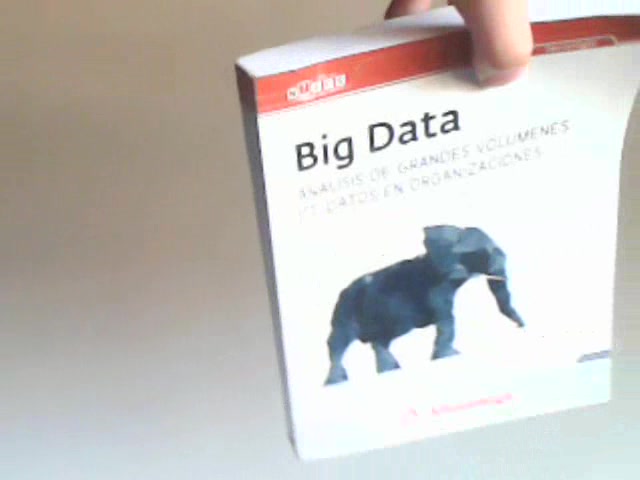 Big Data
ANÁLISIS DE GRANDES VOLÚMENES
DE DATOS EN ORGANIZACIONES